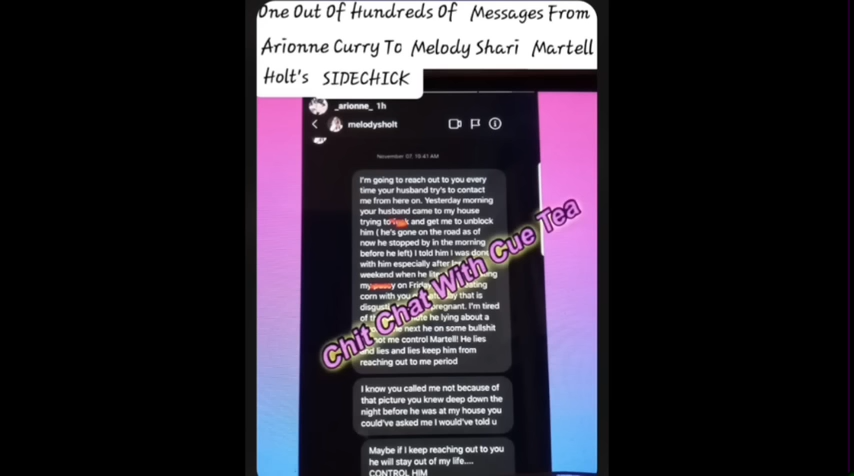 One Out Of Hundreds Of Messages From
Arionne Curry To Melody Shari Martell
Holt's SIDECHICK
_arionne_ 1h
melodysholt
November 07, 10:41 AM
I'm going to reach out to you every
time your husband try's to contact
me from here on. Yesterday morning
your husband came to my house
trying to and get me to unblock
him ( he's gone on the road as of
now he stopped by in the morning
before he left) I told him I was done
with him especially after
weekend when he
my on
corn with you that is
pregnant. I'm tired
of he lying about a
next he on some bullshit
not me control Martell! He lies
and lies and lies keep him from
reaching out to me period
I know you called me not because of
that picture you knew deep down the
night before he was at my house you
could've asked me I would've told u
Maybe if I keep reaching out to you
he will stay out of my life....
CONTROL HIM
Chit Chat With Cue Tea